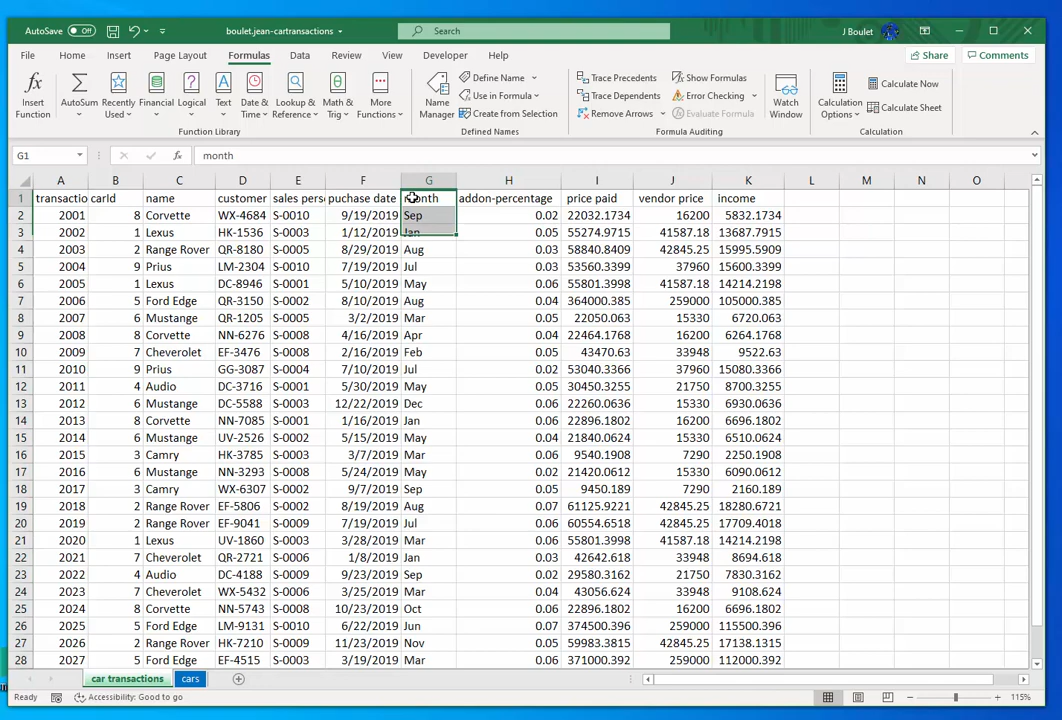 AutoSave Off boulet.jean-cartransactions Search J Boulet
File Home Insert Page Layout Formulas Data Review View Developer Help Share Comments
Insert Function AutoSum Recently Used Financial Logical Text Date & Time Lookup & Reference Math & Trig More Functions
Name Manager Define Name Use in Formula Create from Selection
Trace Precedents Trace Dependents Remove Arrows Show Formulas Error Checking Evaluate Formula Watch Window
Calculation Options Calculate Now Calculate Sheet
Function Library Defined Names Formula Auditing Calculation
G1 fx month
A B C D E F G H I J K L M N O
1 transactio carId name customer sales perso puchase date month addon-percentage price paid vendor price income
2 2001 8 Corvette WX-4684 S-0010 9/19/2019 Sep 0.02 22032.1734 16200 5832.1734
3 2002 1 Lexus HK-1536 S-0003 1/12/2019 Jan 0.05 55274.9715 41587.18 13687.7915
4 2003 2 Range Rover QR-8180 S-0005 8/29/2019 Aug 0.03 58840.8409 42845.25 15995.5909
5 2004 9 Prius LM-2304 S-0010 7/19/2019 Jul 0.04 53560.3399 37960 15600.3399
6 2005 1 Lexus DC-8946 S-0001 5/10/2019 May 0.04 55801.3998 41587.18 14214.2198
7 2006 5 Ford Edge QR-3150 S-0002 8/10/2019 Aug 0.04 364000.385 259000 105000.385
8 2007 6 Mustange QR-1205 S-0005 3/2/2019 Mar 0.03 22050.063 15330 6720.063
9 2008 8 Corvette NN-6276 S-0008 4/16/2019 Apr 0.04 22464.1768 16200 6264.1768
10 2009 7 Cheverolet EF-3476 S-0008 2/16/2019 Feb 0.05 43470.63 33948 9522.63
11 2010 9 Prius GG-3087 S-0004 7/10/2019 Jul 0.02 53040.3366 37960 15080.3366
12 2011 4 Audio DC-3716 S-0001 5/30/2019 May 0.05 30450.3255 21750 8700.3255
13 2012 6 Mustange DC-5588 S-0003 12/22/2019 Dec 0.06 22260.0636 15330 6930.0636
14 2013 8 Corvette NN-7085 S-0001 1/16/2019 Jan 0.06 22896.1802 16200 6696.1802
15 2014 6 Mustange UV-2526 S-0002 5/15/2019 May 0.04 21840.0624 15330 6510.0624
16 2015 3 Camry HK-3785 S-0002 3/7/2019 Mar 0.06 9540.1908 7290 2250.1908
17 2016 6 Mustange NN-3293 S-0008 5/24/2019 May 0.02 21420.0612 15330 6090.0612
18 2017 3 Camry WX-6307 S-0002 9/7/2019 Sep 0.05 9450.189 7290 2160.189
19 2018 2 Range Rover EF-5806 S-0002 8/19/2019 Aug 0.07 61125.9221 42845.25 18280.6721
20 2019 2 Range Rover EF-9041 S-0009 7/19/2019 Jul 0.06 60554.6518 42845.25 17709.4018
21 2020 1 Lexus UV-1860 S-0003 3/28/2019 Mar 0.06 55801.3998 41587.18 14214.2198
22 2021 7 Cheverolet QR-2721 S-0006 1/8/2019 Jan 0.03 42642.618 33948 8694.618
23 2022 4 Audio DC-4188 S-0009 9/23/2019 Sep 0.02 29580.3162 21750 7830.3162
24 2023 7 Cheverolet WX-5432 S-0006 3/25/2019 Mar 0.04 43056.624 33948 9108.624
25 2024 8 Corvette NN-5743 S-0008 10/23/2019 Oct 0.06 22896.1802 16200 6696.1802
26 2025 5 Ford Edge LM-9131 S-0010 6/22/2019 Jun 0.07 374500.396 259000 115500.396
27 2026 2 Range Rover HK-7210 S-0009 11/23/2019 Nov 0.05 59983.3815 42845.25 17138.1315
28 2027 5 Ford Edge EF-4515 S-0003 3/19/2019 Mar 0.06 371000.392 259000 112000.392
car transactions cars
Ready Accessibility: Good to go 115%